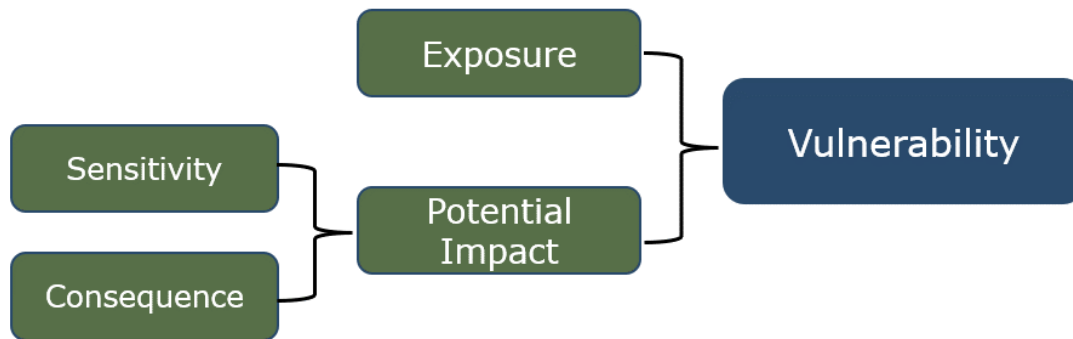 Exposure
Vulnerability
Sensitivity
Potential
Impact
Consequence